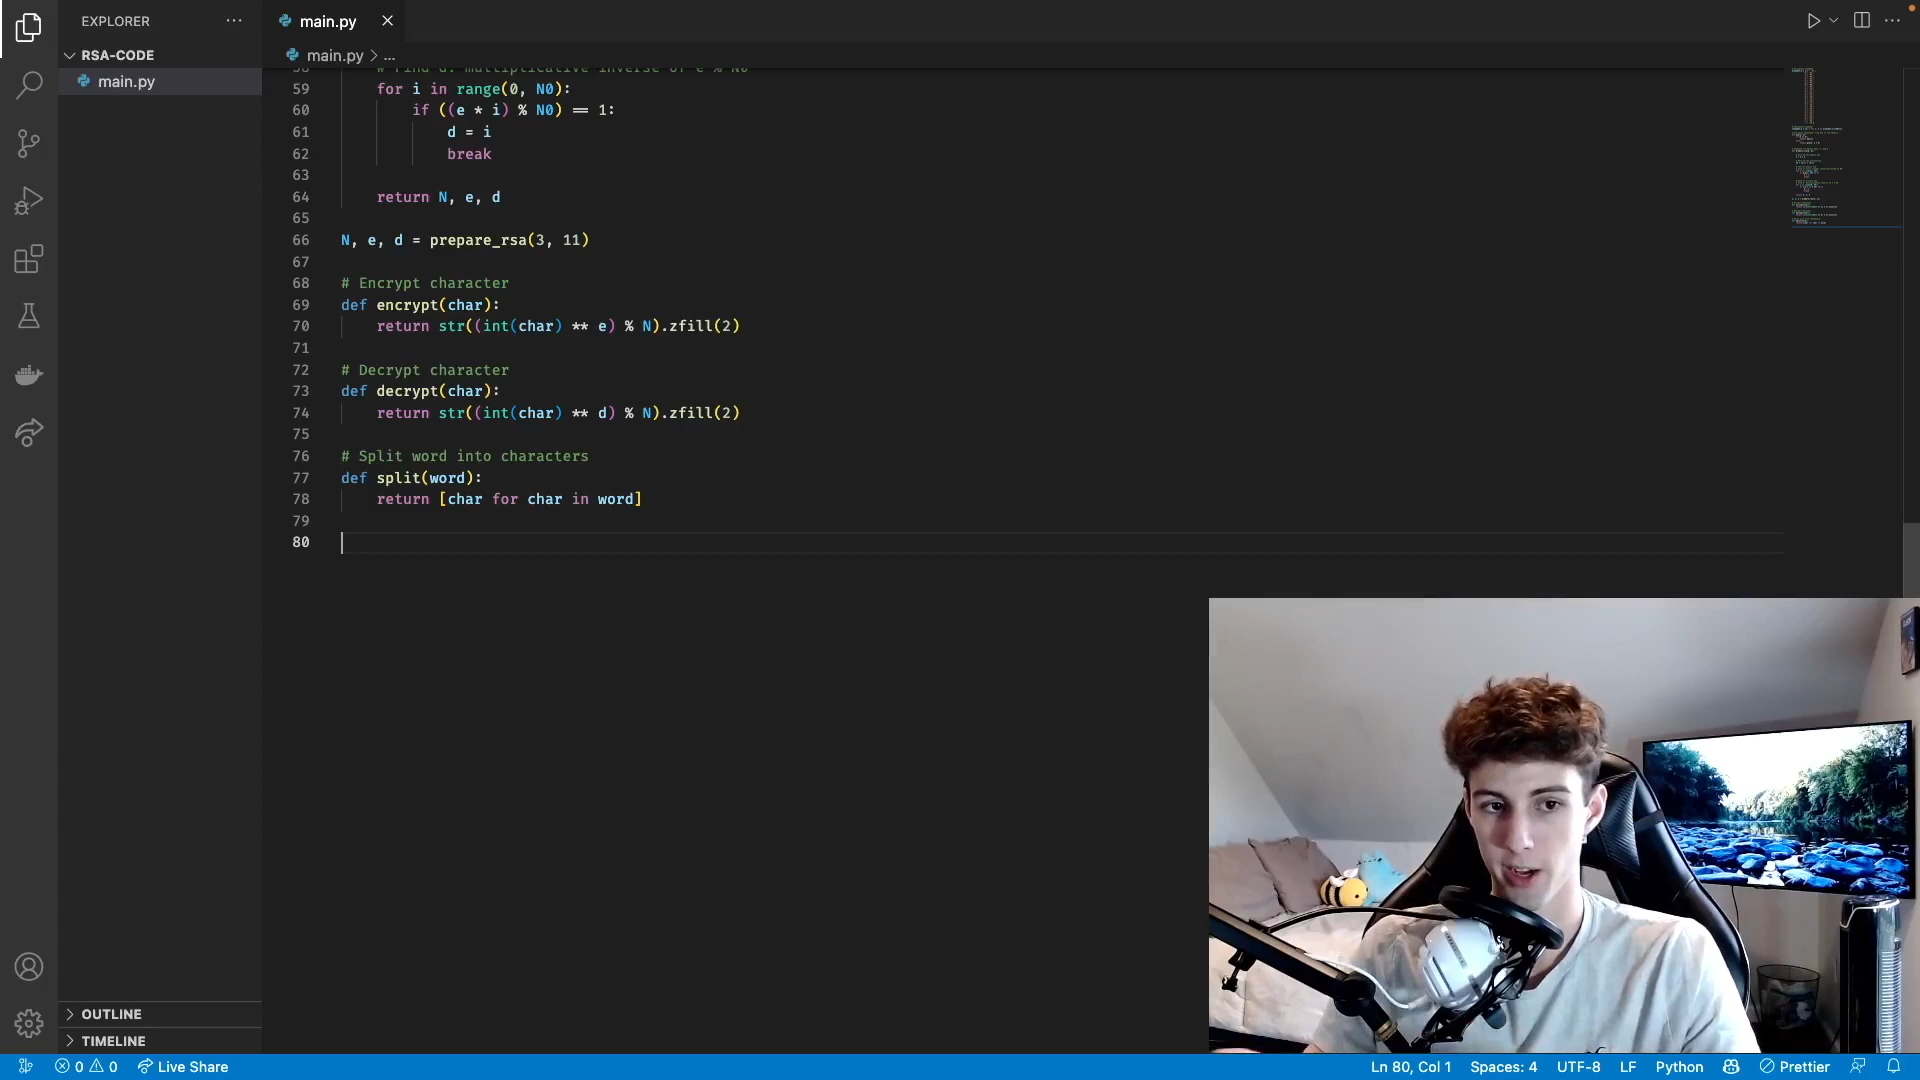 EXPLORER
main.py
RSA-CODE
main.py
main.py > ...
# Find d: multiplicative inverse of e % N0
59 for i in range(0, N0):
60 if ((e * i) % N0) == 1:
61 d = i
62 break
63
64 return N, e, d
65
66 N, e, d = prepare_rsa(3, 11)
67
68 # Encrypt character
69 def encrypt(char):
70 return str((int(char) ** e) % N).zfill(2)
71
72 # Decrypt character
73 def decrypt(char):
74 return str((int(char) ** d) % N).zfill(2)
75
76 # Split word into characters
77 def split(word):
78 return [char for char in word]
79
80
OUTLINE
TIMELINE
0 0 Live Share Ln 80, Col 1 Spaces: 4 UTF-8 LF Python Prettier